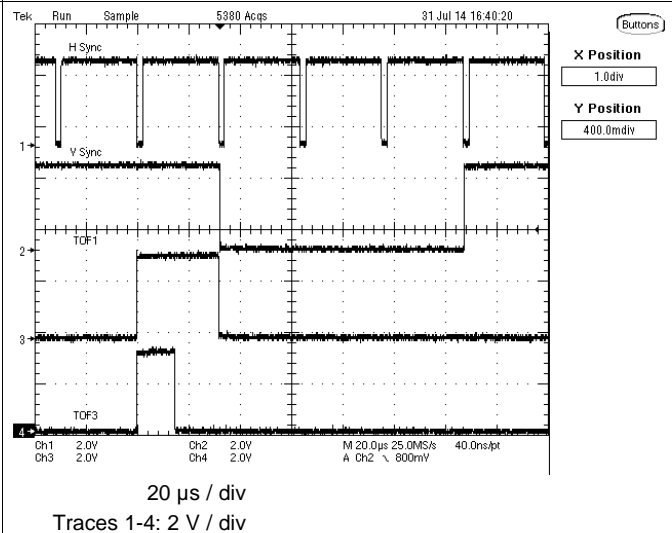 Tek Run Sample 5380 Acqs 31 Jul 14 16:40:20
Buttons
X Position
1.0div
Y Position
400.0mdiv
H Sync
1
V Sync
TOF1
2
3
TOF3
4
Ch1 2.0V Ch2 2.0V M 20.0µs 25.0MS/s 40.0ns/pt
Ch3 2.0V Ch4 2.0V A Ch2 \ 800mV
20 µs / div
Traces 1-4: 2 V / div